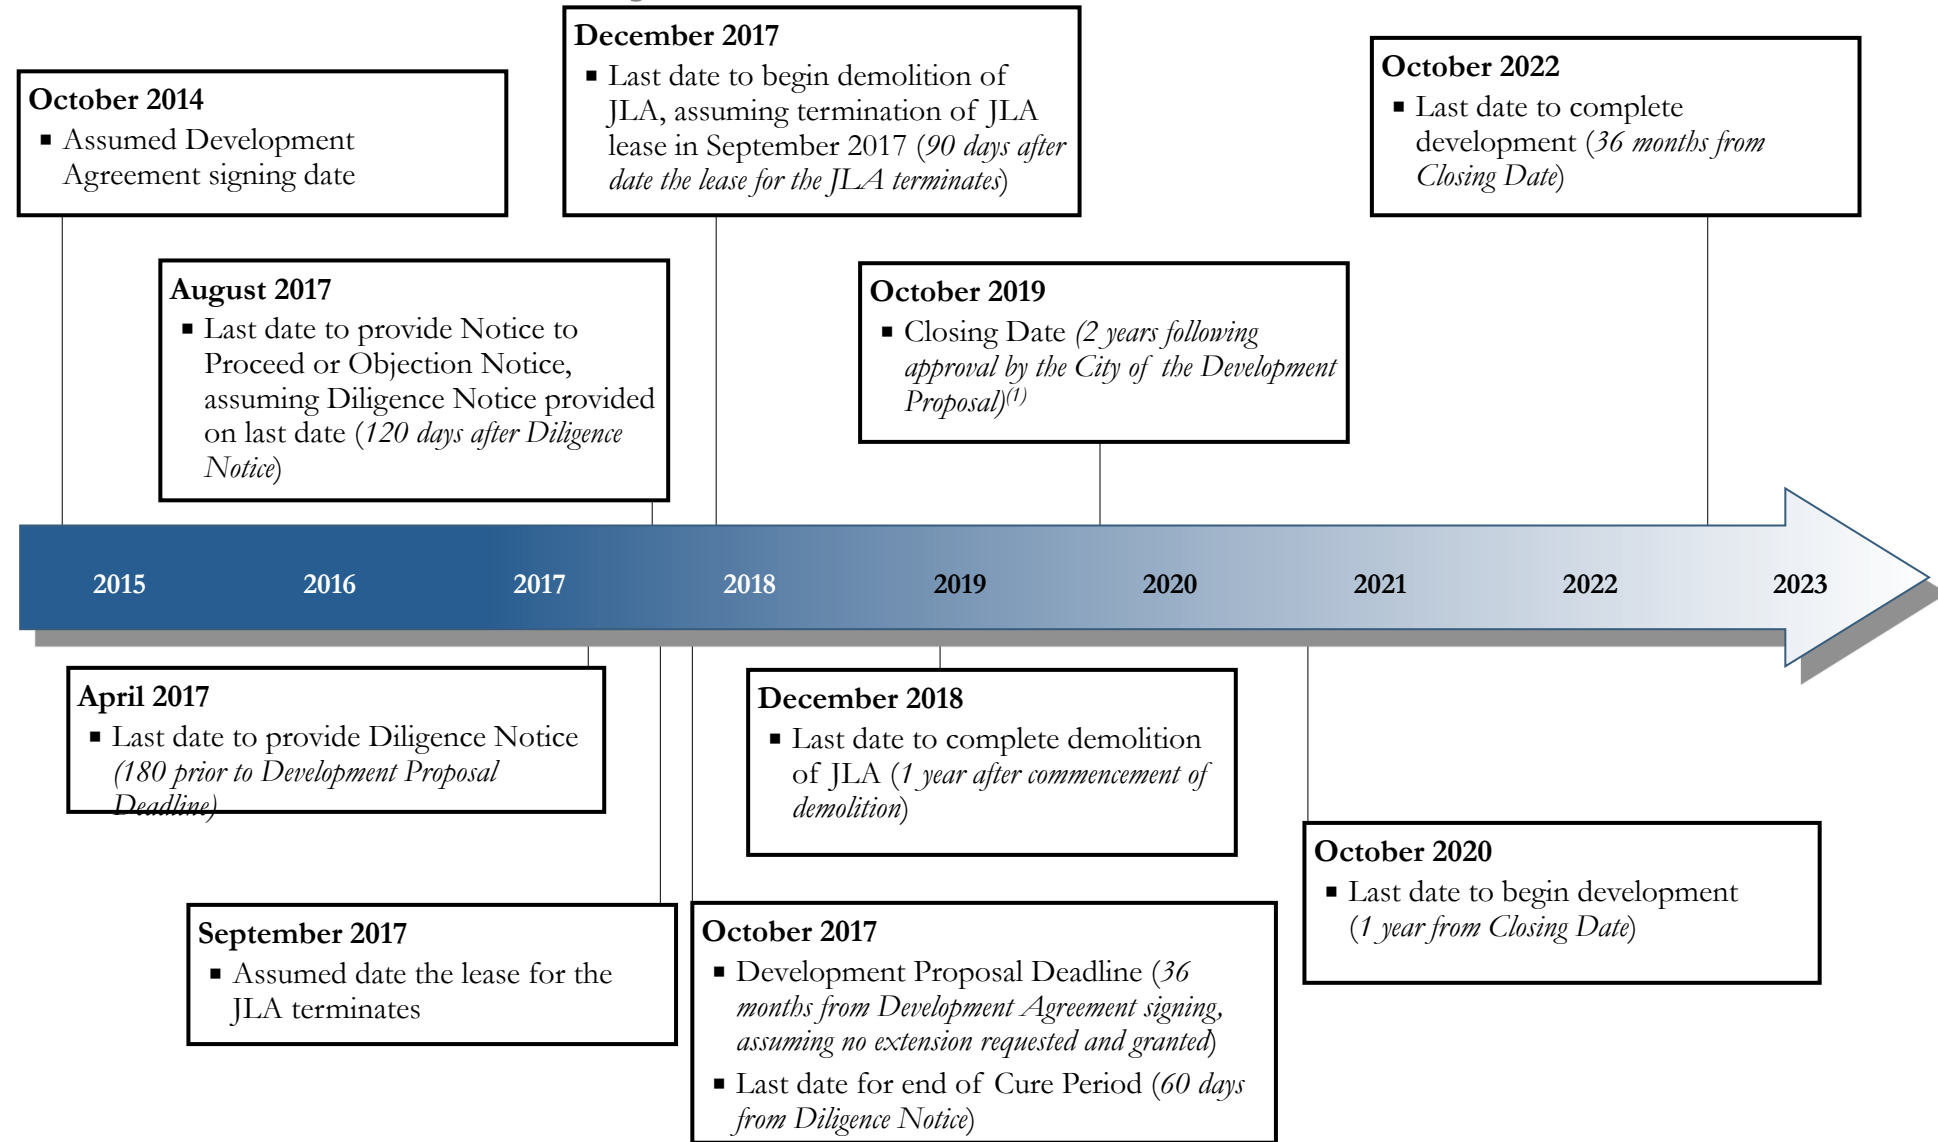 October 2014
▪ Assumed Development
Agreement signing date
December 2017
▪ Last date to begin demolition of
JLA, assuming termination of JLA
lease in September 2017 (90 days after
date the lease for the JLA terminates)
October 2022
▪ Last date to complete
development (36 months from
Closing Date)
August 2017
▪ Last date to provide Notice to
Proceed or Objection Notice,
assuming Diligence Notice provided
on last date (120 days after Diligence
Notice)
October 2019
▪ Closing Date (2 years following
approval by the City of the Development
Proposal)(1)
2015 2016 2017 2018 2019 2020 2021 2022 2023
April 2017
▪ Last date to provide Diligence Notice
(180 prior to Development Proposal
Deadline)
December 2018
▪ Last date to complete demolition
of JLA (1 year after commencement of
demolition)
October 2020
▪ Last date to begin development
(1 year from Closing Date)
September 2017
▪ Assumed date the lease for the
JLA terminates
October 2017
▪ Development Proposal Deadline (36
months from Development Agreement signing,
assuming no extension requested and granted)
▪ Last date for end of Cure Period (60 days
from Diligence Notice)